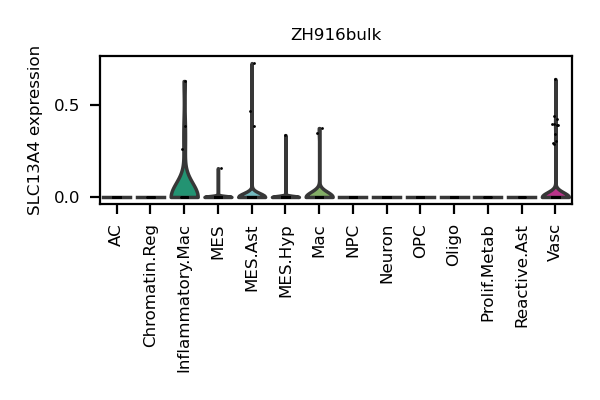 ZH916bulk
SLC13A4 expression
0.5
0.0
AC
Chromatin.Reg
Inflammatory.Mac
MES
MES.Ast
MES.Hyp
Mac
NPC
Neuron
OPC
Oligo
Prolif.Metab
Reactive.Ast
Vasc